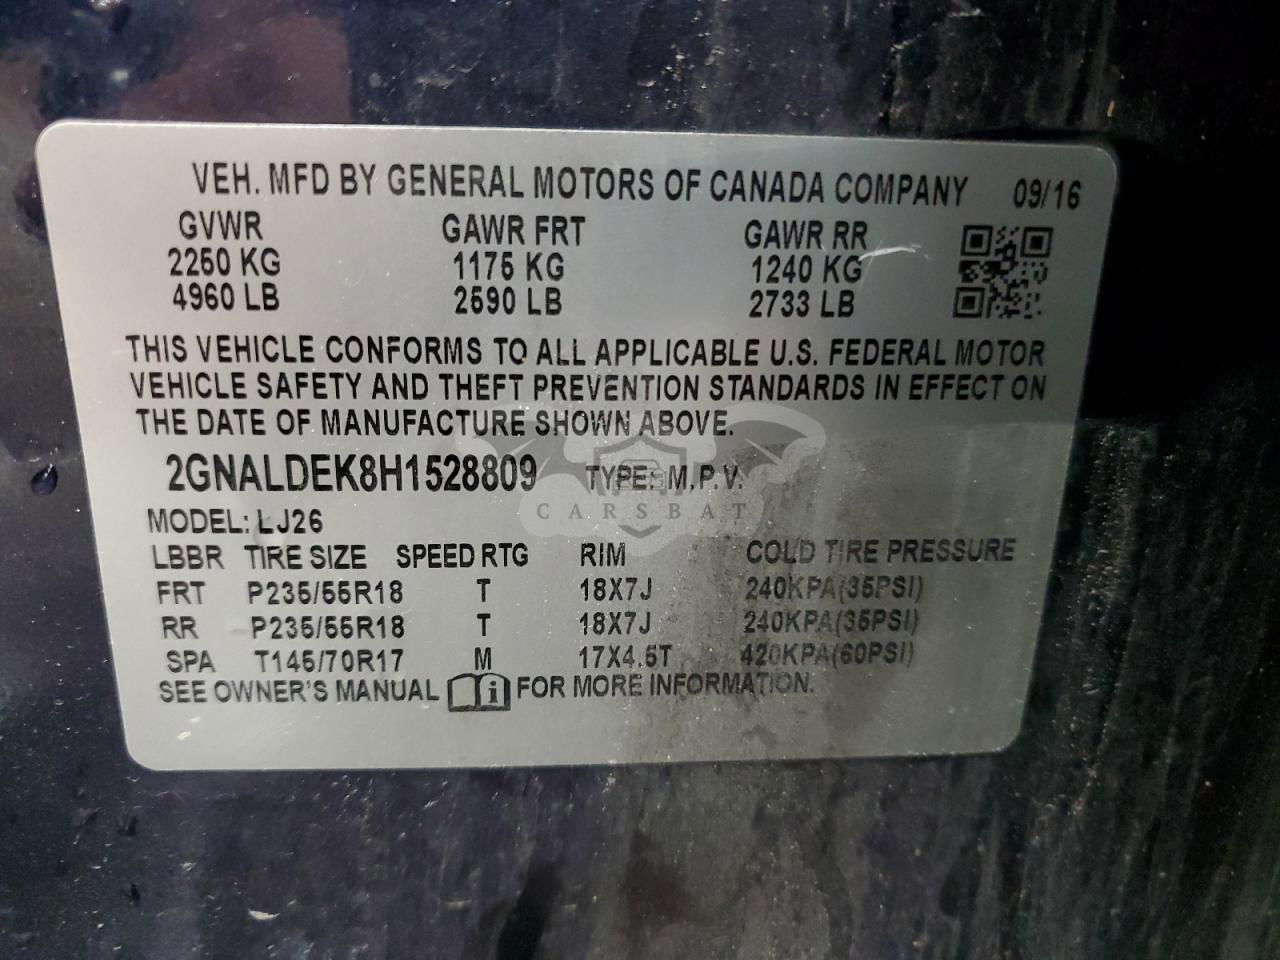 VEH. MFD BY GENERAL MOTORS OF CANADA COMPANY 09/16
GVWR GAWR FRT GAWR RR
2250 KG 1175 KG 1240 KG
4960 LB 2590 LB 2733 LB
THIS VEHICLE CONFORMS TO ALL APPLICABLE U.S. FEDERAL MOTOR
VEHICLE SAFETY AND THEFT PREVENTION STANDARDS IN EFFECT ON
THE DATE OF MANUFACTURE SHOWN ABOVE.
2GNALDEK8H1528809 TYPE: M.P.V.
CARSBAT
MODEL: LJ26
LBBR TIRE SIZE SPEED RTG RIM COLD TIRE PRESSURE
FRT P235/55R18 T 18X7J 240KPA(35PSI)
RR P235/55R18 T 18X7J 240KPA(35PSI)
SPA T145/70R17 M 17X4.5T 420KPA(60PSI)
SEE OWNER'S MANUAL i FOR MORE INFORMATION.